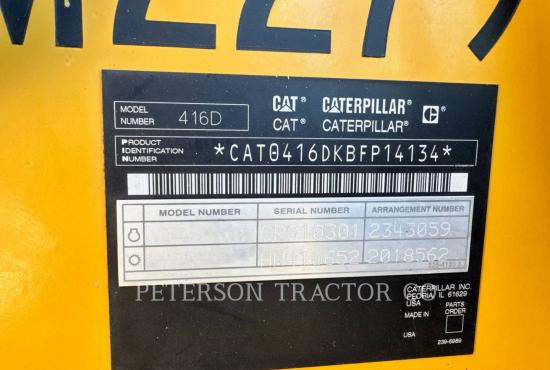 MODEL NUMBER 416D
CAT CATERPILLAR C
CAT® CATERPILLAR®
PRODUCT IDENTIFICATION NUMBER *CAT0416DKBFP14134*
MODEL NUMBER SERIAL NUMBER ARRANGEMENT NUMBER
2343059
2018562
PETERSON TRACTOR CO.
CATERPILLAR INC.
PEORIA, IL 61629
USA
MADE IN PARTS ORDER
USA
239-6989